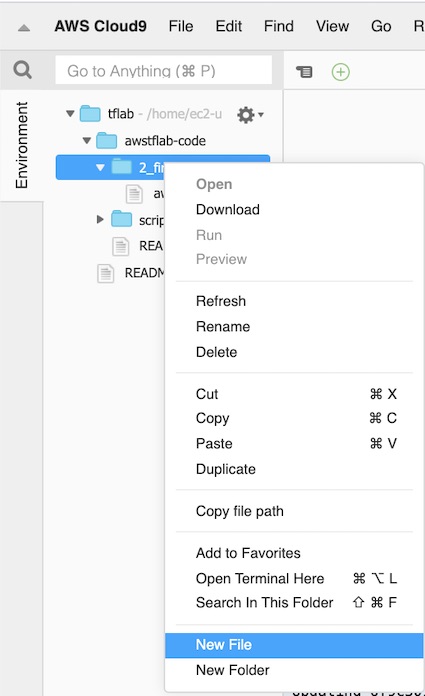 AWS Cloud9 File Edit Find View Go R
Go to Anything (⌘ P)
Environment
tflab - /home/ec2-u
awstflab-code
2_fi
aw
scrip
REA
READM
Open
Download
Run
Preview
Refresh
Rename
Delete
Cut ⌘ X
Copy ⌘ C
Paste ⌘ V
Duplicate
Copy file path
Add to Favorites
Open Terminal Here ⌘ ⌥ L
Search In This Folder ⇧ ⌘ F
New File
New Folder